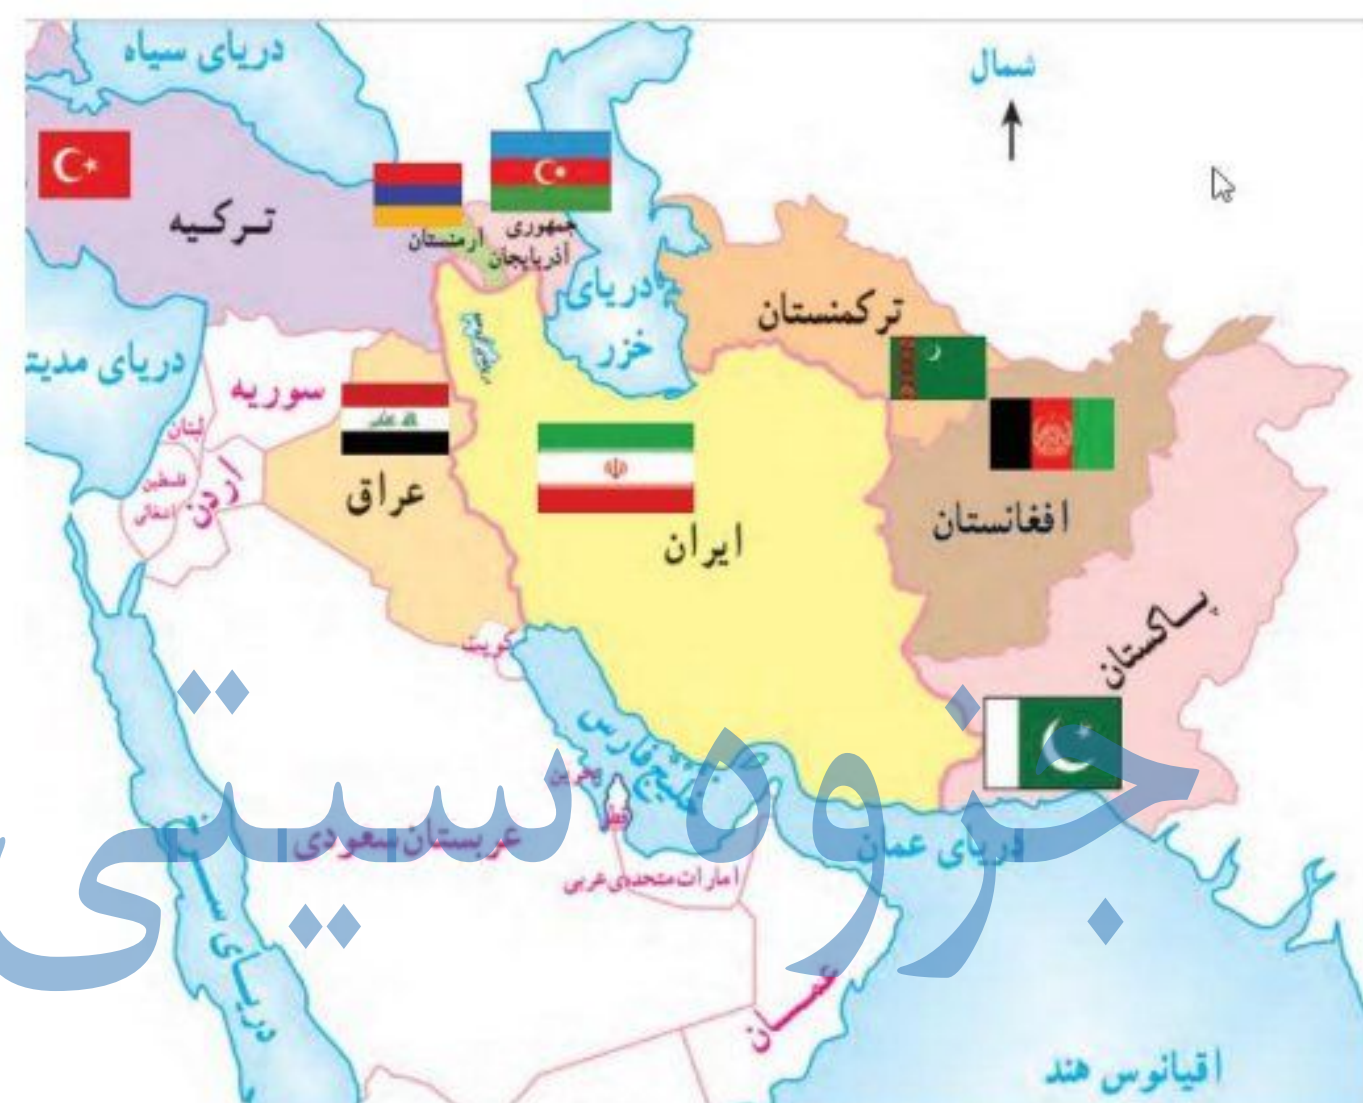 دریای سیاه
شمال
ترکیه
ارمنستان
جمهوری
آذربایجان
دریای
خزر
ترکمنستان
دریای مدیت
سوریه
لبنان
فلسطین
اشغالی
اردن
عراق
ایران
افغانستان
پاکستان
کویت
خلیج فارس
بحرین
قطر
عربستان سعودی
امارات متحده‌ی عربی
دریای عمان
عمان
دریای سرخ
اقیانوس هند
جزوه سیتی